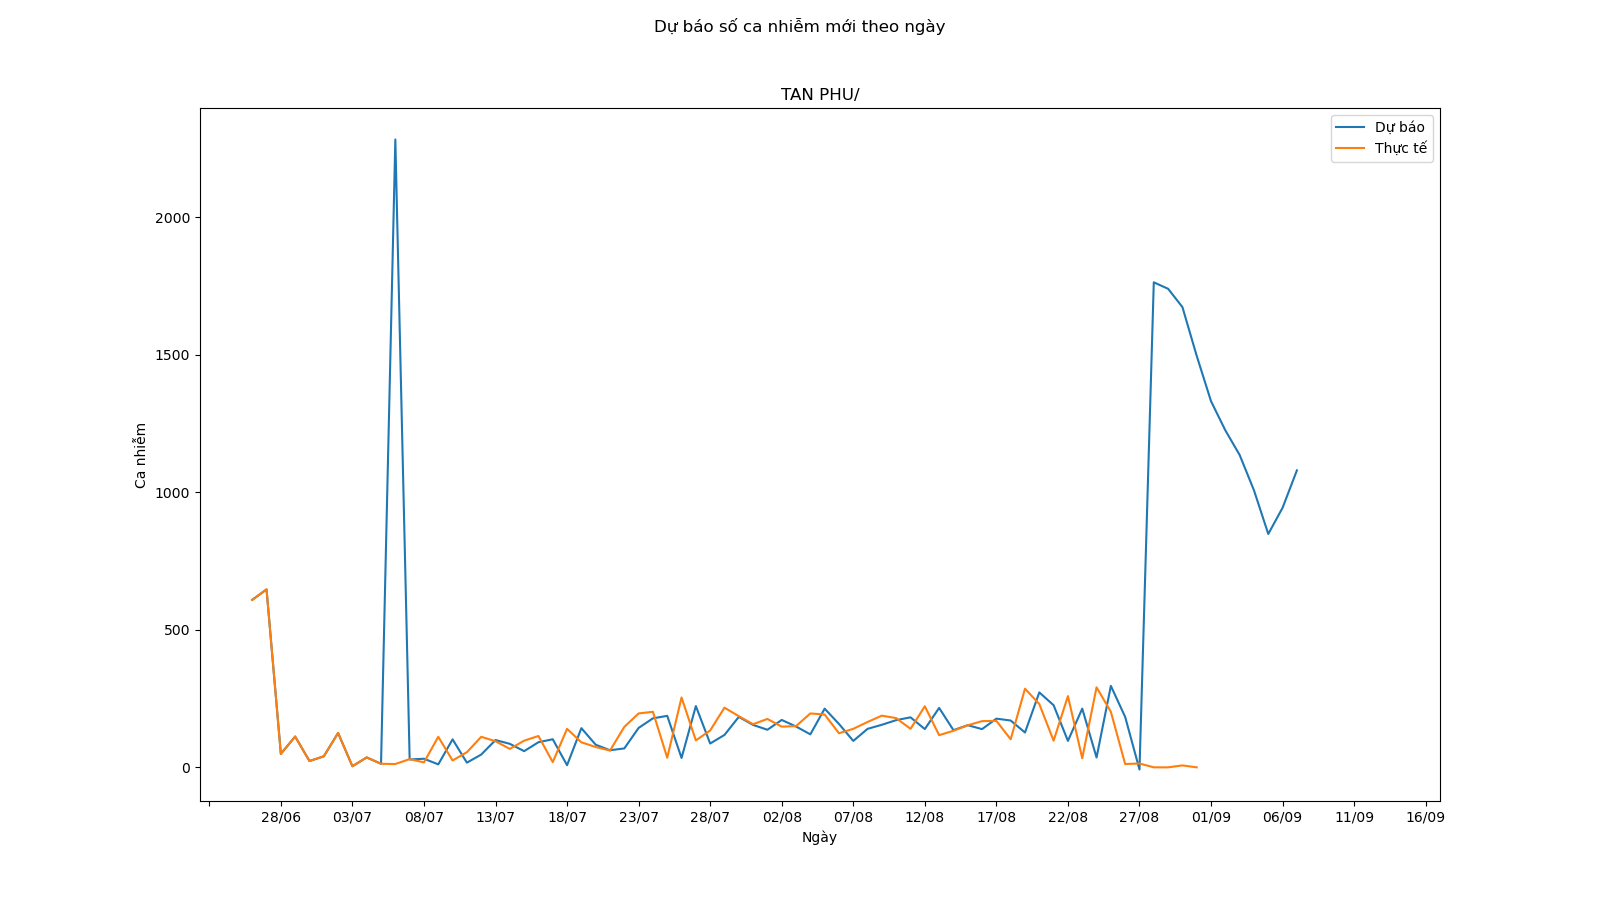 Dự báo số ca nhiễm mới theo ngày
TAN PHU/
Dự báo
Thực tế
2000
1500
1000
500
0
Ca nhiễm
28/06 03/07 08/07 13/07 18/07 23/07 28/07 02/08 07/08 12/08 17/08 22/08 27/08 01/09 06/09 11/09 16/09
Ngày